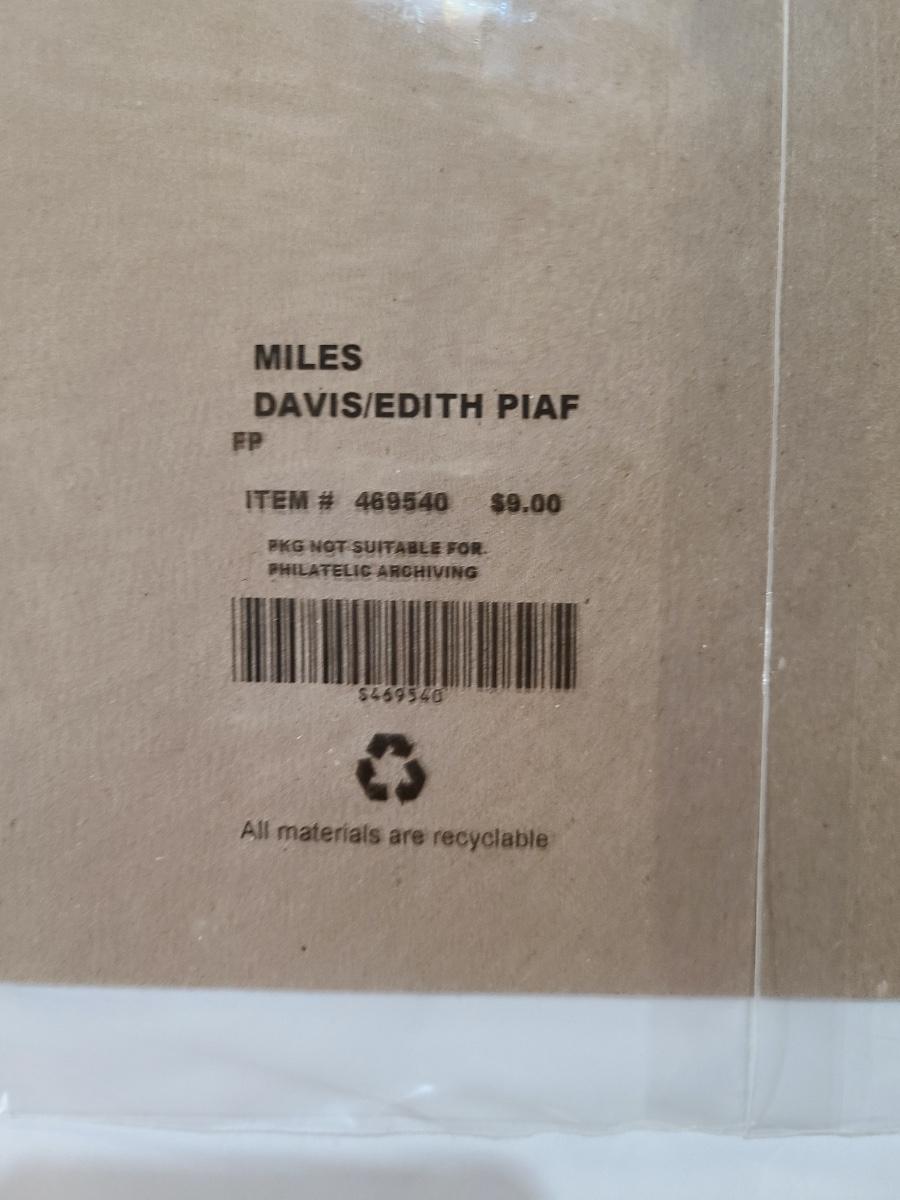 MILES
DAVIS/EDITH PIAF
FP
ITEM # 469540 $9.00
PKG NOT SUITABLE FOR
PHILATELIC ARCHIVING
S469540
All materials are recyclable